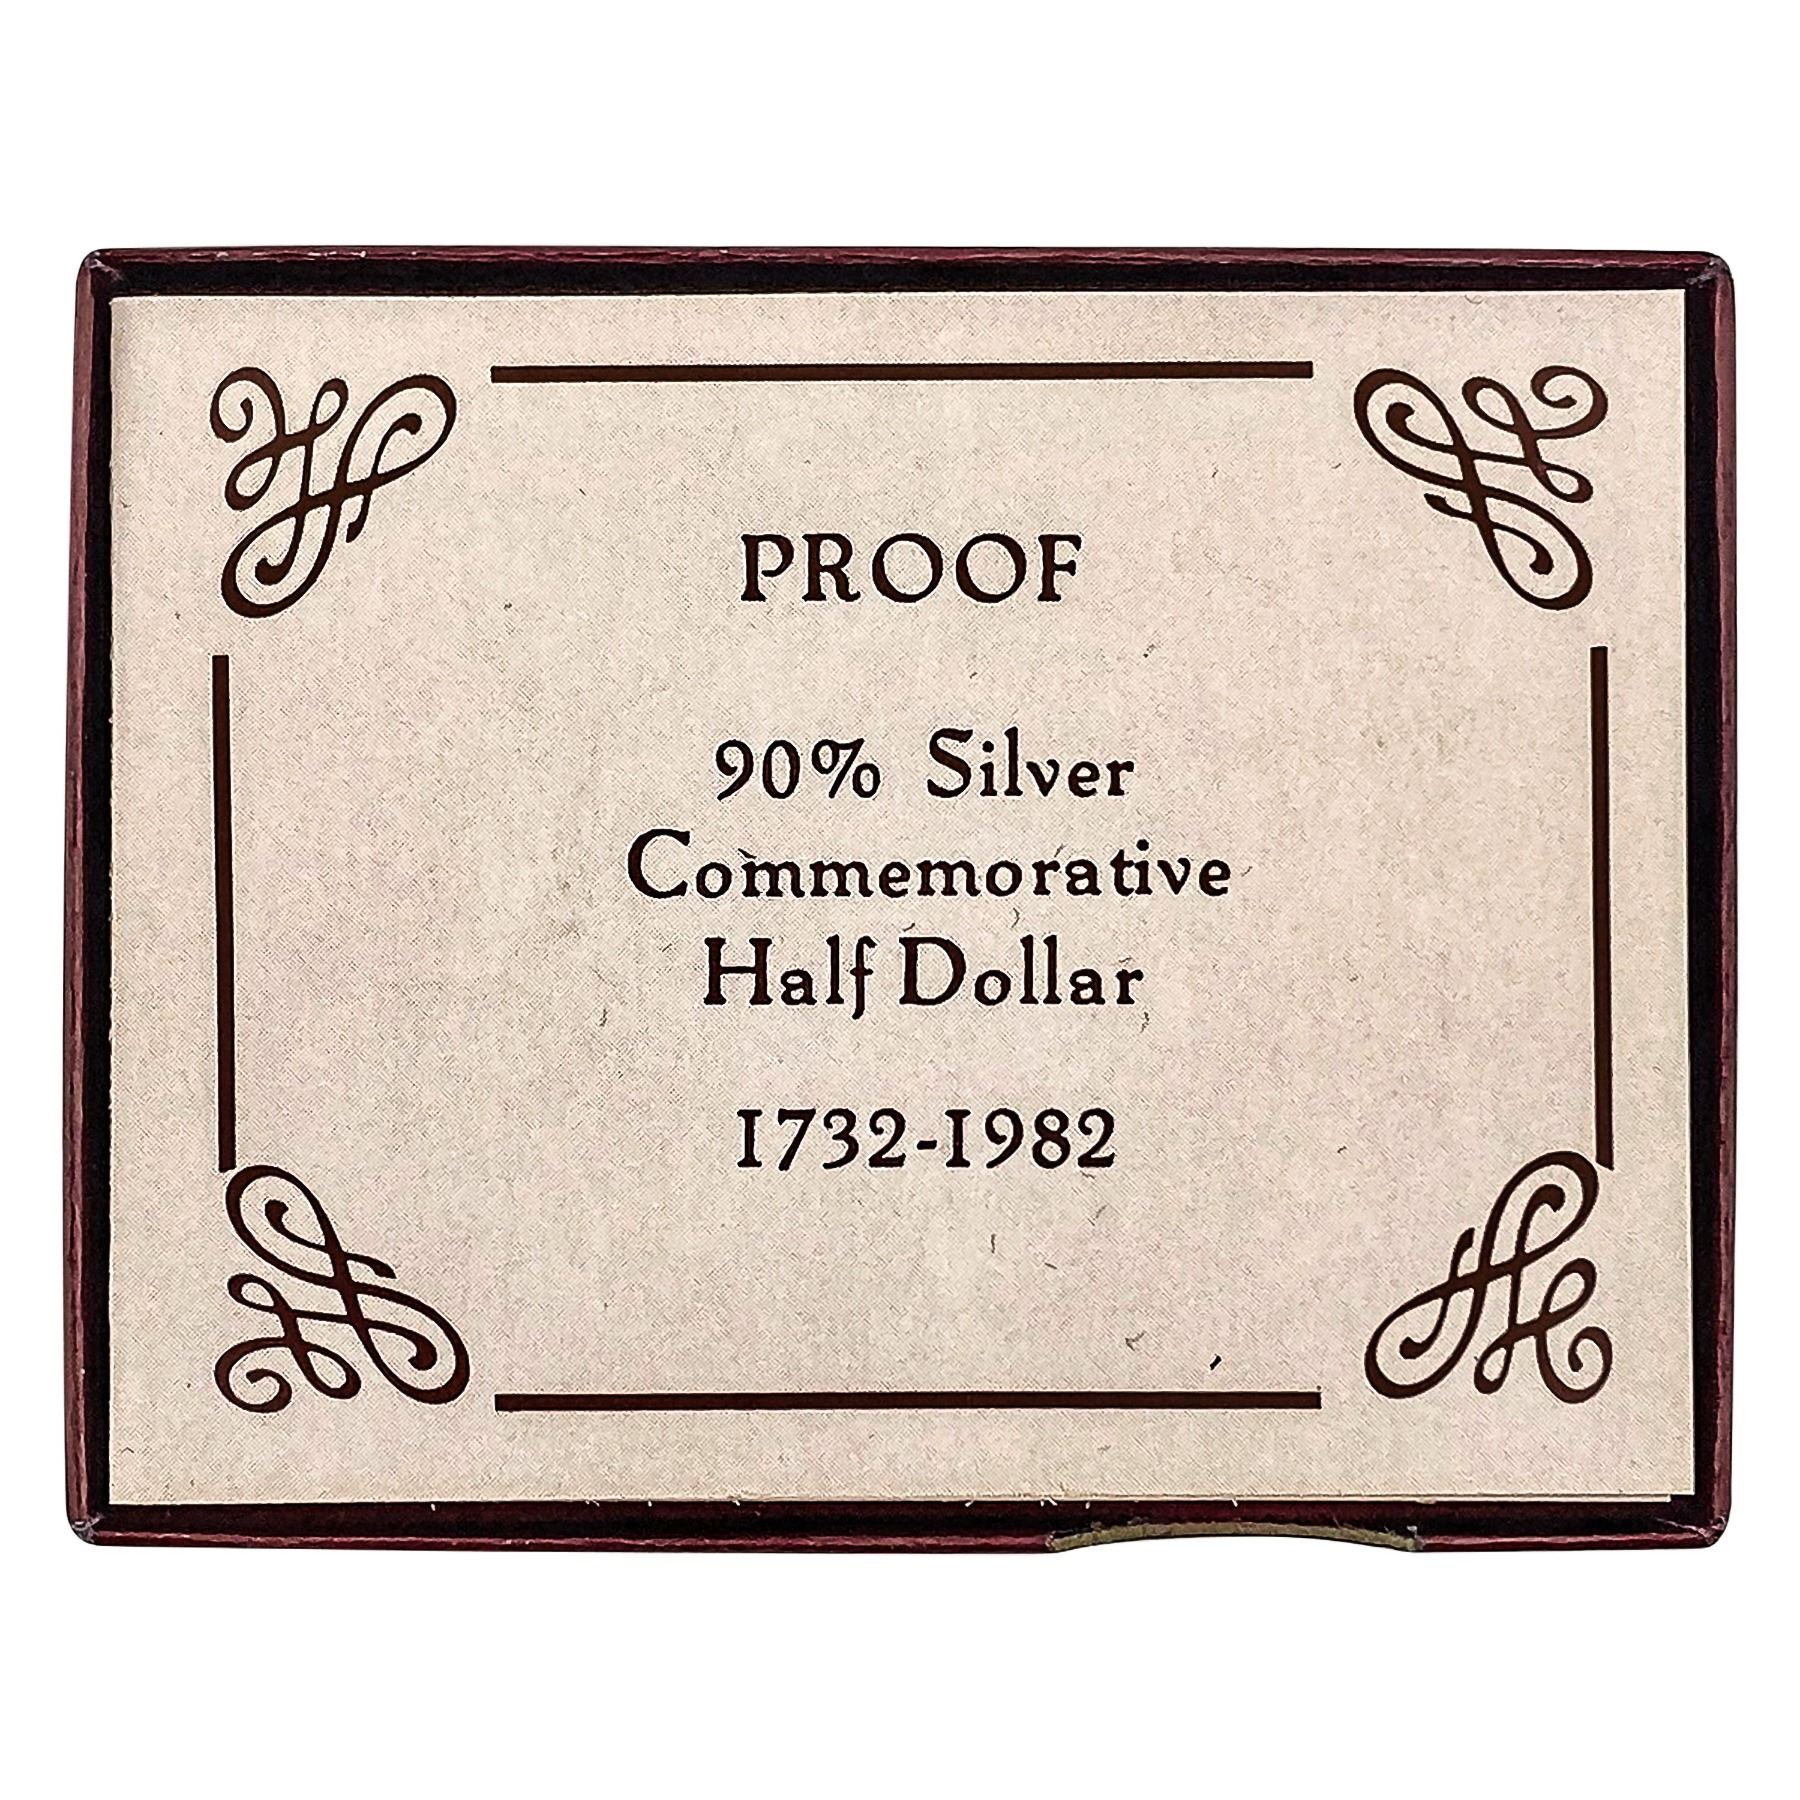 PROOF
90% Silver
Commemorative
Half Dollar
1732-1982